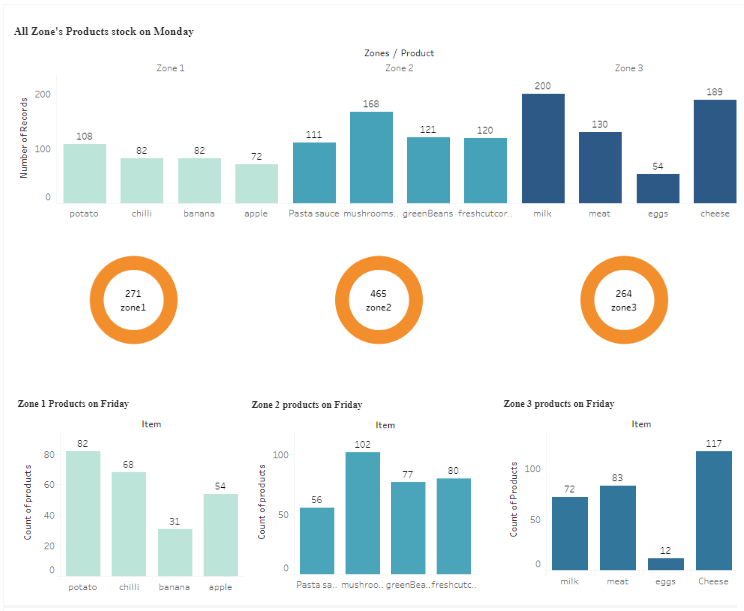 All Zone's Products stock on Monday
Zones / Product
Zone 1 Zone 2 Zone 3
Number of Records
200
100
0
108 82 82 72 111 168 121 120 200 130 54 189
potato chilli banana apple Pasta sauce mushrooms.. greenBeans freshcutcor.. milk meat eggs cheese
271
zone1
465
zone2
264
zone3
Zone 1 Products on Friday
Item
Count of products
80
60
40
20
0
82 68 31 54
potato chilli banana apple
Zone 2 products on Friday
Item
Count of products
100
50
0
56 102 77 80
Pasta sa.. mushroo.. greenBea.. freshcutc..
Zone 3 products on Friday
Item
Count of Products
100
50
0
72 83 12 117
milk meat eggs Cheese